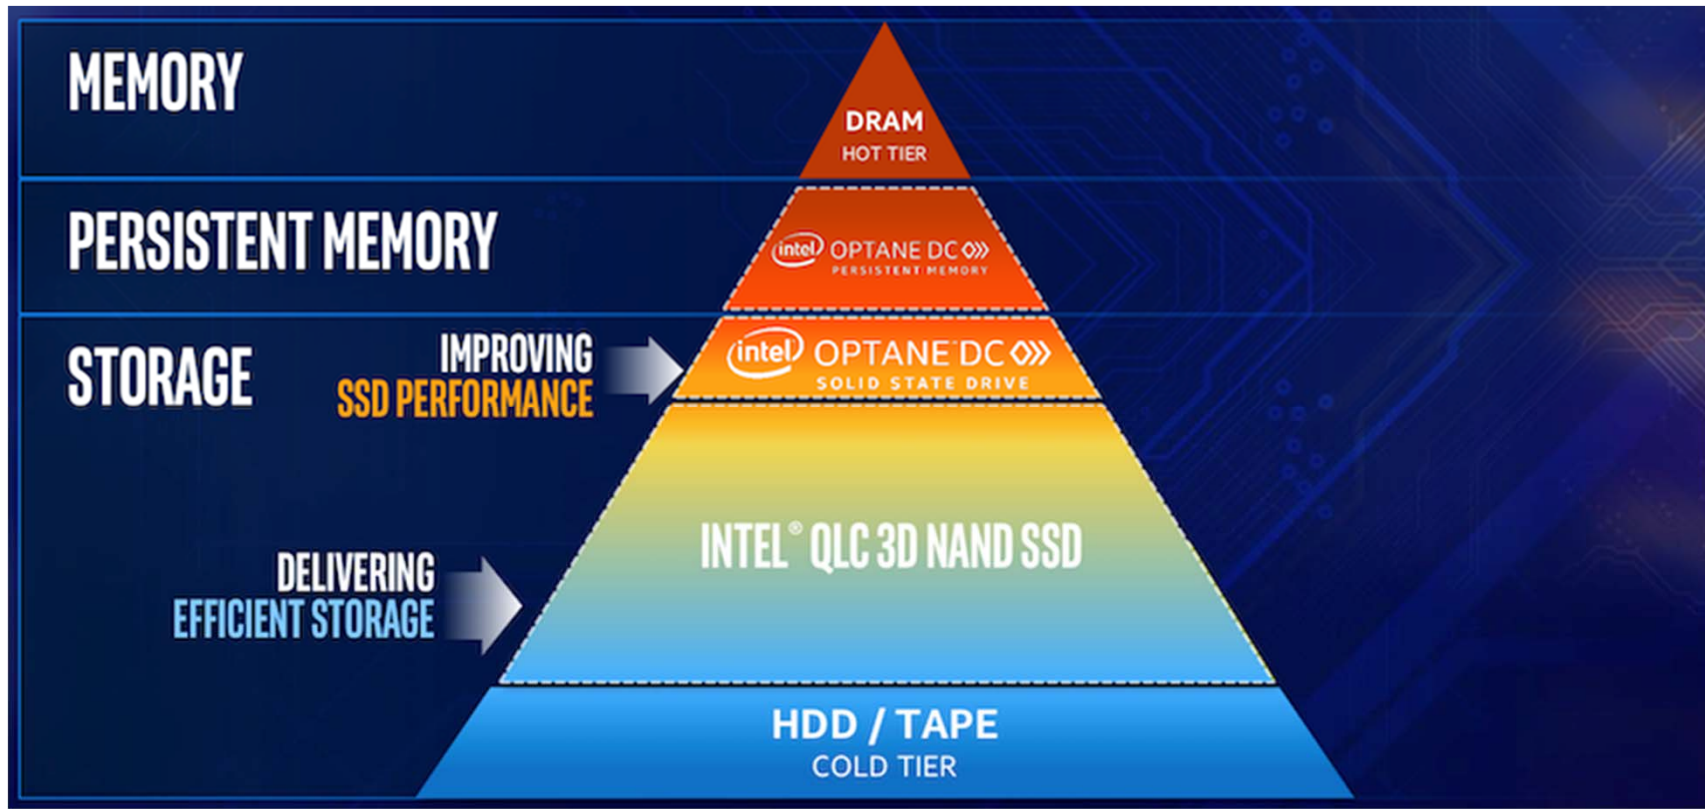 MEMORY
DRAM
HOT TIER
PERSISTENT MEMORY
intel OPTANE DC
PERSISTENT MEMORY
STORAGE
IMPROVING
SSD PERFORMANCE
intel OPTANE™ DC
SOLID STATE DRIVE
INTEL® QLC 3D NAND SSD
DELIVERING
EFFICIENT STORAGE
HDD / TAPE
COLD TIER